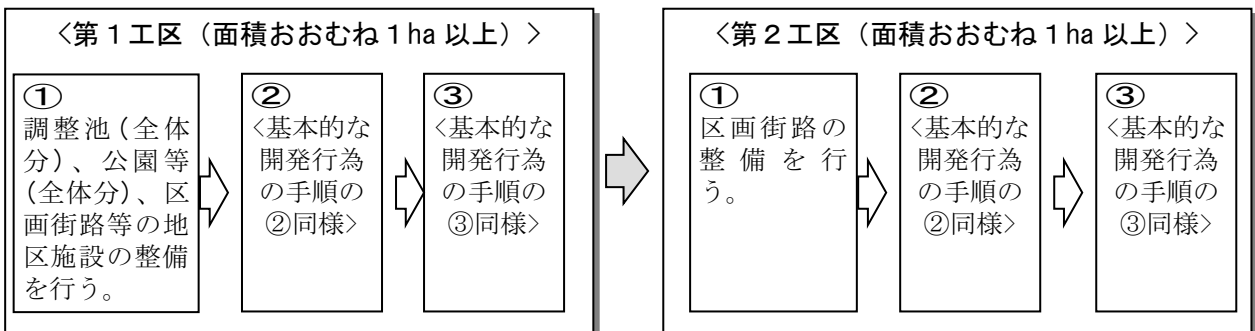 <第1工区（面積おおむね1ha以上）>
①
調整池(全体
分)、公園等
(全体分)、区
画街路等の地
区施設の整備
を行う。
②
<基本的な
開発行為
の手順の
②同様>
③
<基本的な
開発行為
の手順の
③同様>
<第2工区（面積おおむね1ha以上）>
①
区画街路の
整備を行
う。
②
<基本的な
開発行為
の手順の
②同様>
③
<基本的な
開発行為
の手順の
③同様>